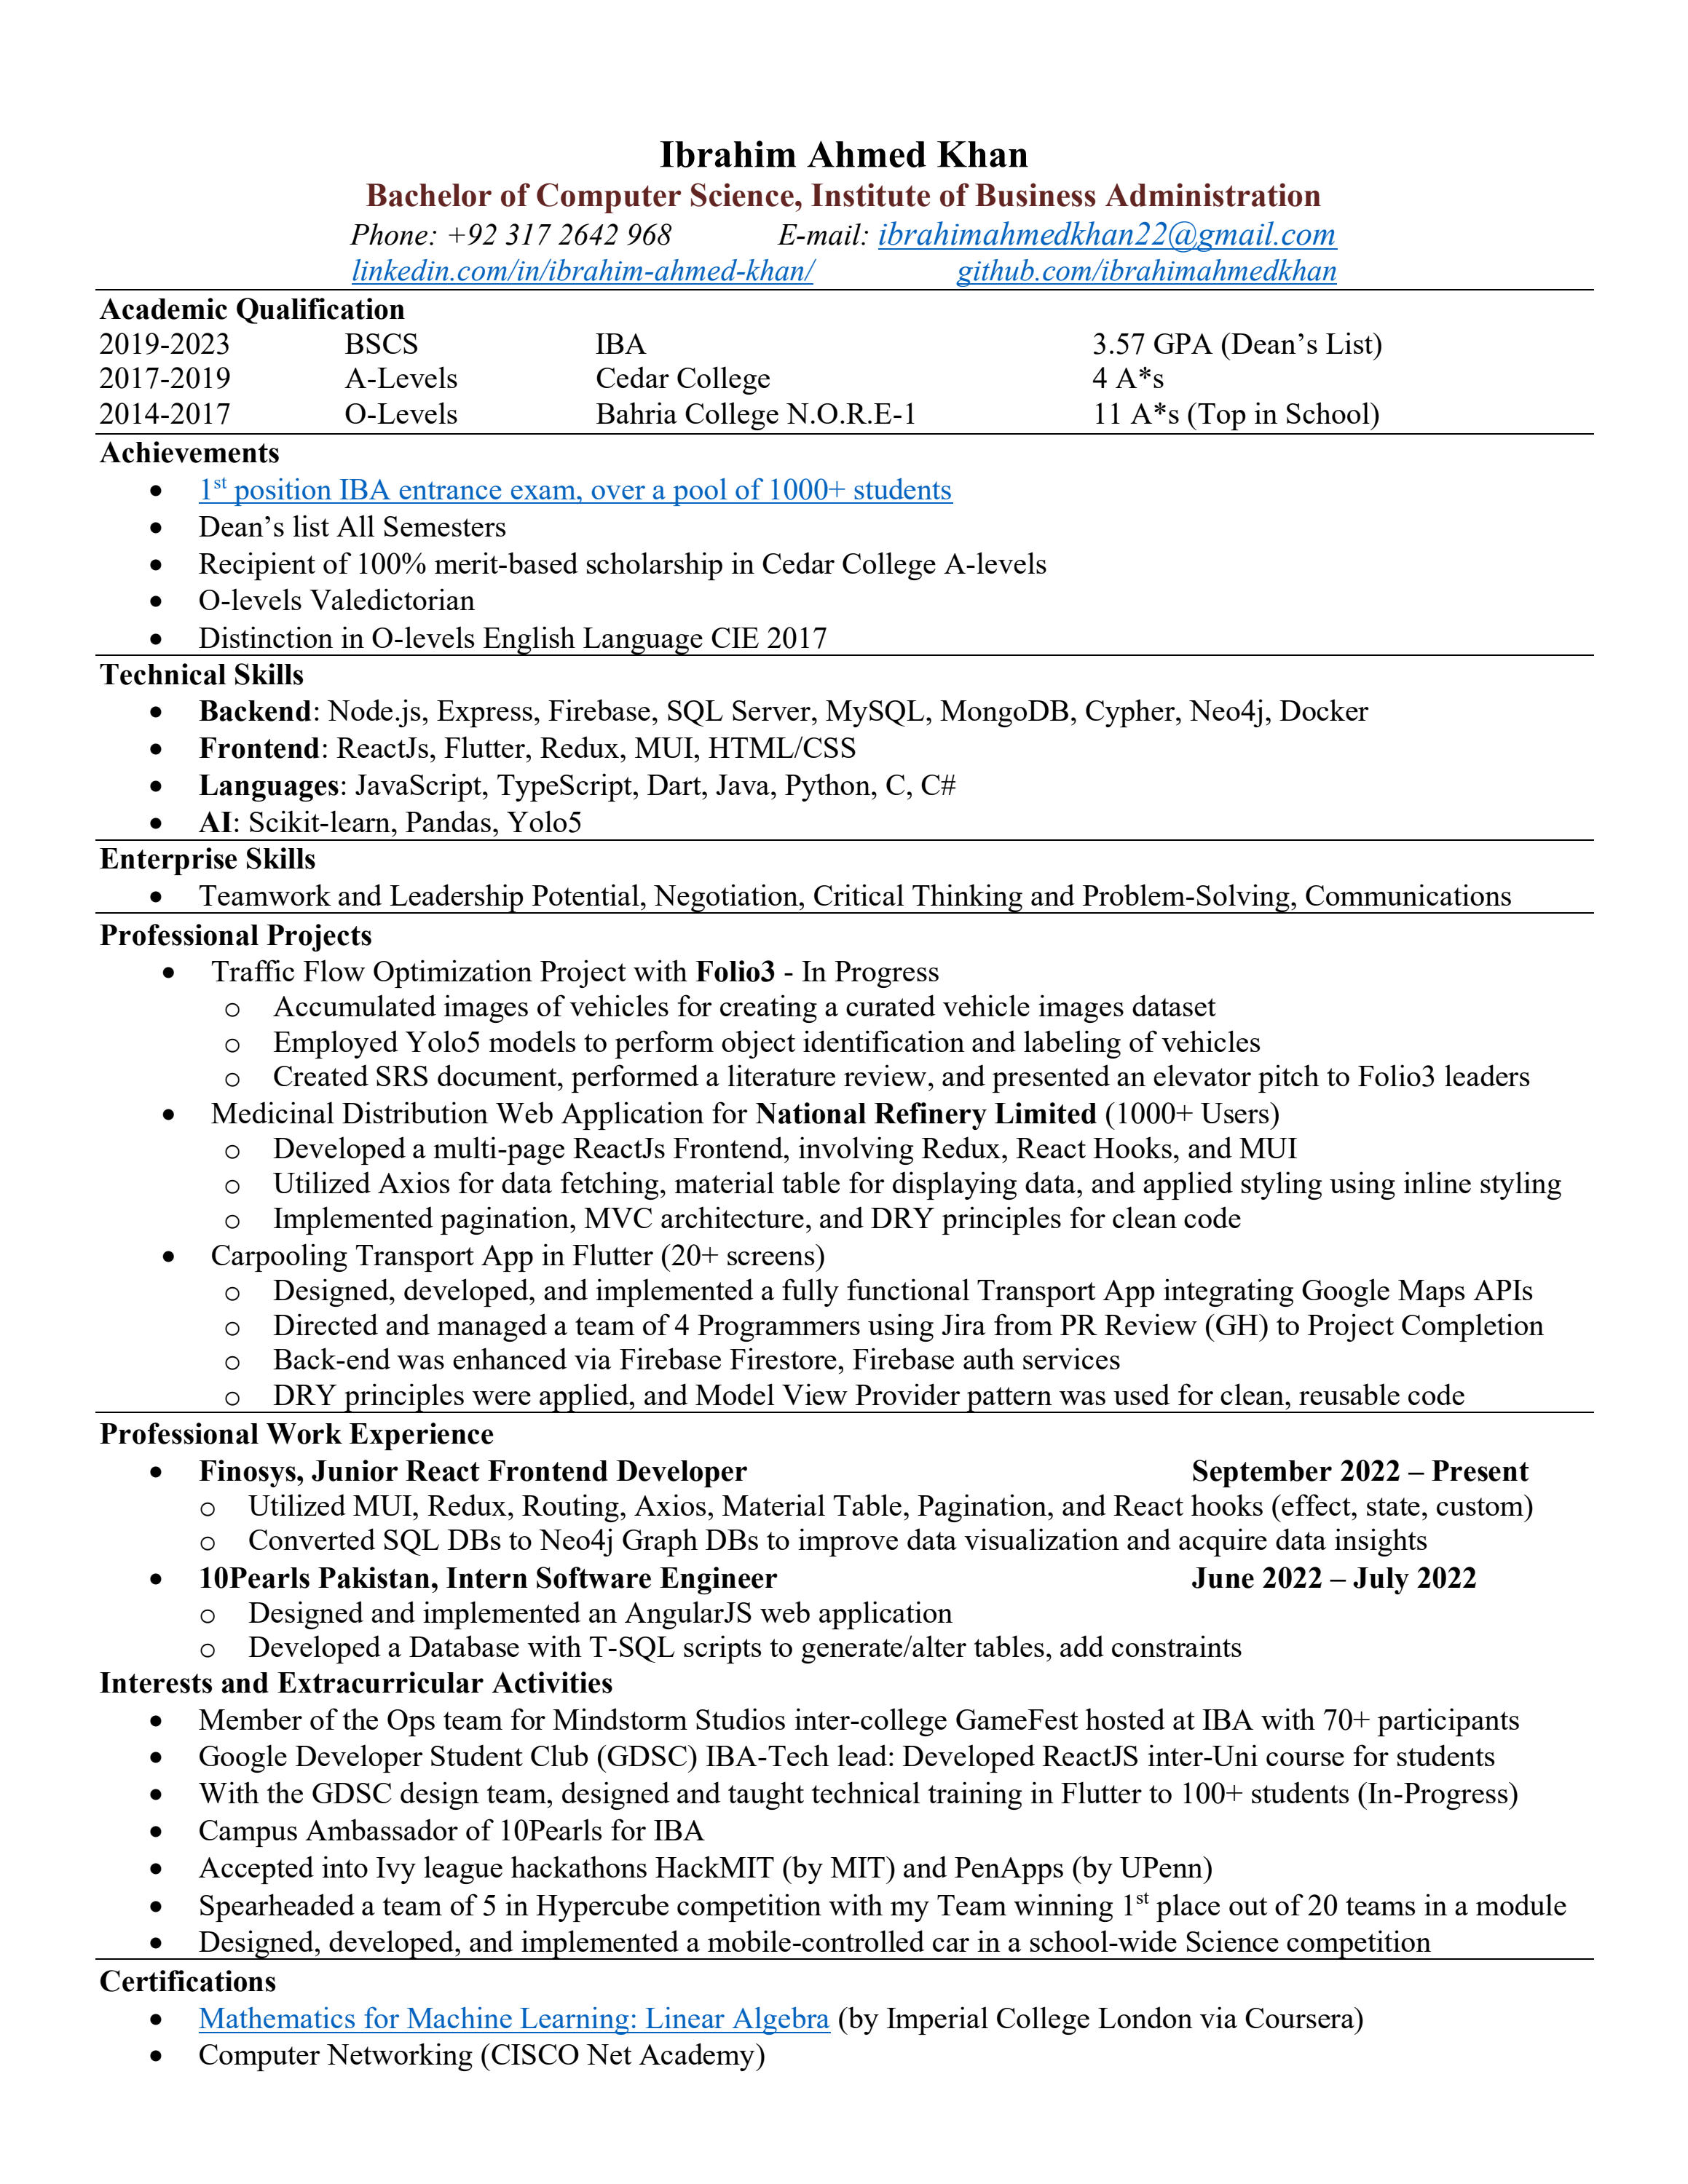 Ibrahim Ahmed Khan
Bachelor of Computer Science, Institute of Business Administration
Phone: +92 317 2642 968 E-mail: ibrahimahmedkhan22@gmail.com
linkedin.com/in/ibrahim-ahmed-khan/ github.com/ibrahimahmedkhan
Academic Qualification
2019-2023 BSCS IBA 3.57 GPA (Dean’s List)
2017-2019 A-Levels Cedar College 4 A*s
2014-2017 O-Levels Bahria College N.O.R.E-1 11 A*s (Top in School)
Achievements
• 1st position IBA entrance exam, over a pool of 1000+ students
• Dean’s list All Semesters
• Recipient of 100% merit-based scholarship in Cedar College A-levels
• O-levels Valedictorian
• Distinction in O-levels English Language CIE 2017
Technical Skills
• Backend: Node.js, Express, Firebase, SQL Server, MySQL, MongoDB, Cypher, Neo4j, Docker
• Frontend: ReactJs, Flutter, Redux, MUI, HTML/CSS
• Languages: JavaScript, TypeScript, Dart, Java, Python, C, C#
• AI: Scikit-learn, Pandas, Yolo5
Enterprise Skills
• Teamwork and Leadership Potential, Negotiation, Critical Thinking and Problem-Solving, Communications
Professional Projects
• Traffic Flow Optimization Project with Folio3 - In Progress
o Accumulated images of vehicles for creating a curated vehicle images dataset
o Employed Yolo5 models to perform object identification and labeling of vehicles
o Created SRS document, performed a literature review, and presented an elevator pitch to Folio3 leaders
• Medicinal Distribution Web Application for National Refinery Limited (1000+ Users)
o Developed a multi-page ReactJs Frontend, involving Redux, React Hooks, and MUI
o Utilized Axios for data fetching, material table for displaying data, and applied styling using inline styling
o Implemented pagination, MVC architecture, and DRY principles for clean code
• Carpooling Transport App in Flutter (20+ screens)
o Designed, developed, and implemented a fully functional Transport App integrating Google Maps APIs
o Directed and managed a team of 4 Programmers using Jira from PR Review (GH) to Project Completion
o Back-end was enhanced via Firebase Firestore, Firebase auth services
o DRY principles were applied, and Model View Provider pattern was used for clean, reusable code
Professional Work Experience
• Finosys, Junior React Frontend Developer September 2022 – Present
o Utilized MUI, Redux, Routing, Axios, Material Table, Pagination, and React hooks (effect, state, custom)
o Converted SQL DBs to Neo4j Graph DBs to improve data visualization and acquire data insights
• 10Pearls Pakistan, Intern Software Engineer June 2022 – July 2022
o Designed and implemented an AngularJS web application
o Developed a Database with T-SQL scripts to generate/alter tables, add constraints
Interests and Extracurricular Activities
• Member of the Ops team for Mindstorm Studios inter-college GameFest hosted at IBA with 70+ participants
• Google Developer Student Club (GDSC) IBA-Tech lead: Developed ReactJS inter-Uni course for students
• With the GDSC design team, designed and taught technical training in Flutter to 100+ students (In-Progress)
• Campus Ambassador of 10Pearls for IBA
• Accepted into Ivy league hackathons HackMIT (by MIT) and PenApps (by UPenn)
• Spearheaded a team of 5 in Hypercube competition with my Team winning 1st place out of 20 teams in a module
• Designed, developed, and implemented a mobile-controlled car in a school-wide Science competition
Certifications
• Mathematics for Machine Learning: Linear Algebra (by Imperial College London via Coursera)
• Computer Networking (CISCO Net Academy)